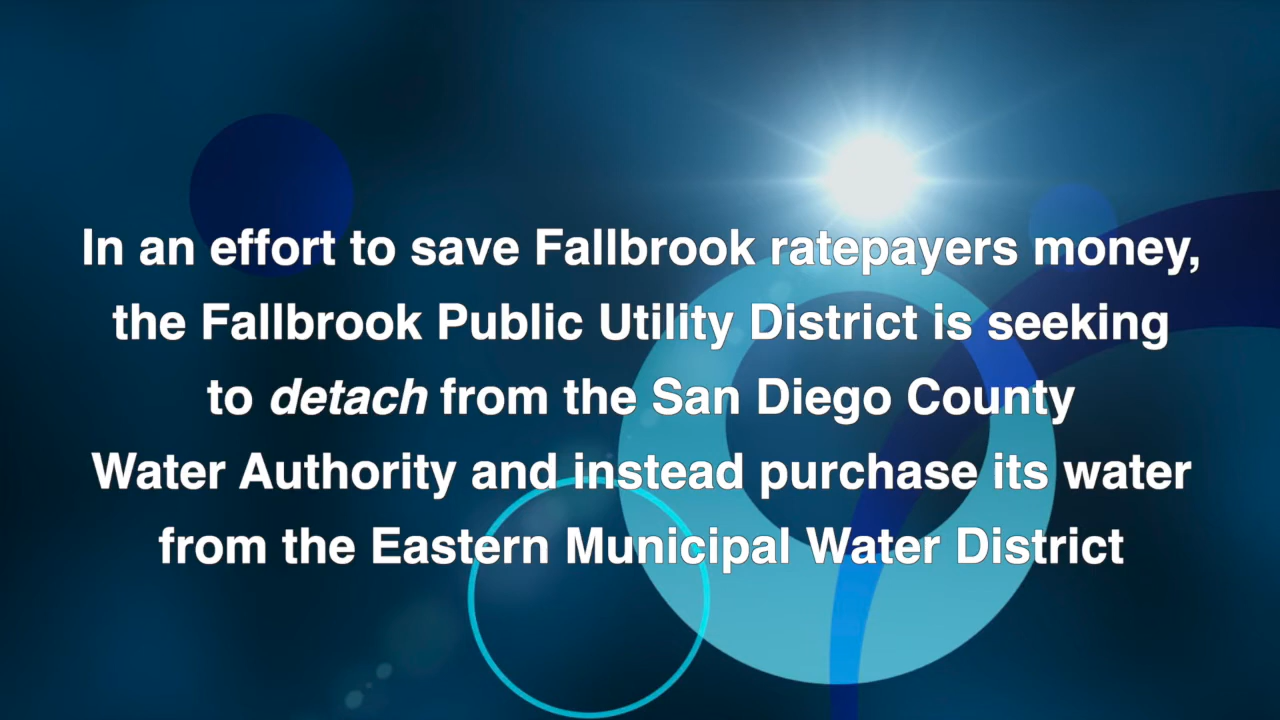 In an effort to save Fallbrook ratepayers money,
the Fallbrook Public Utility District is seeking
to detach from the San Diego County
Water Authority and instead purchase its water
from the Eastern Municipal Water District